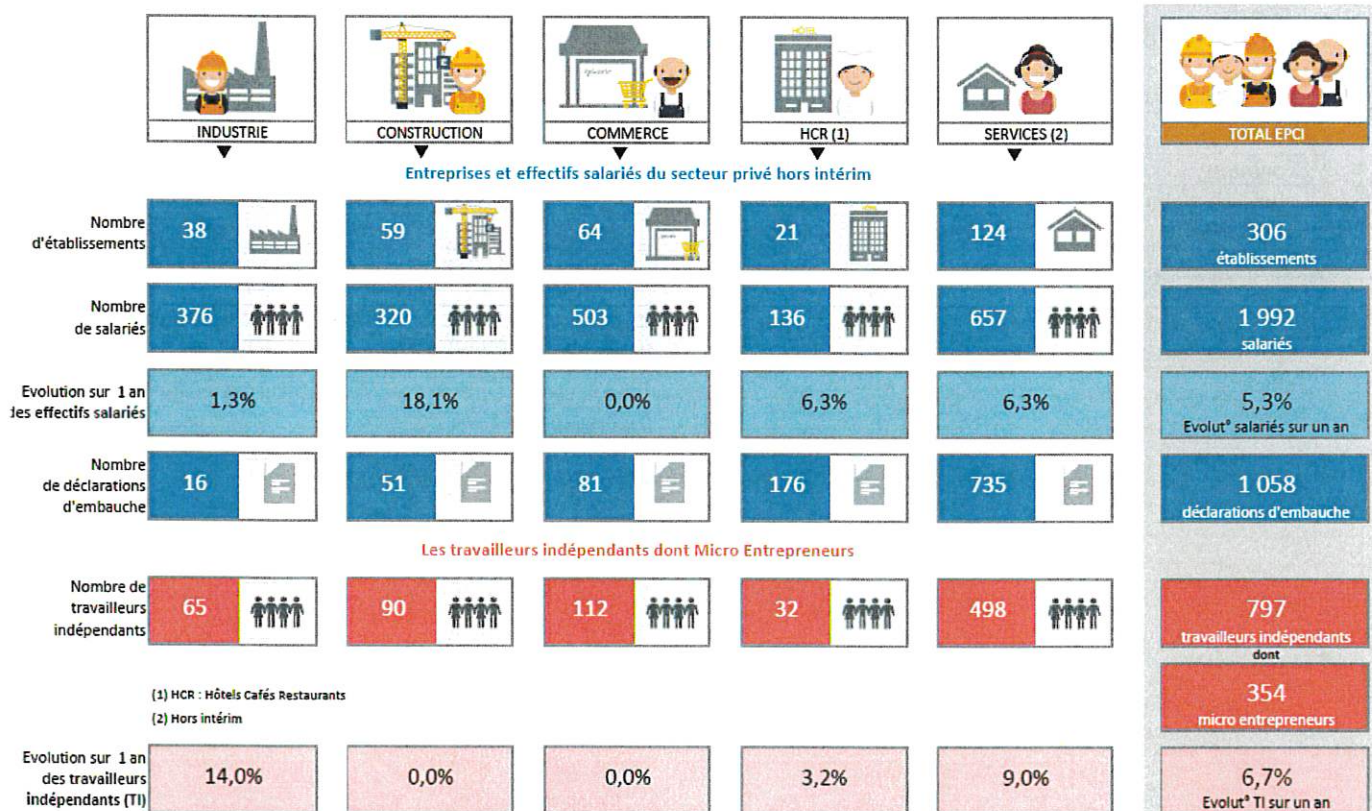 INDUSTRIE
CONSTRUCTION
COMMERCE
HÔTEL
HCR (1)
SERVICES (2)
TOTAL EPCI
Entreprises et effectifs salariés du secteur privé hors intérim
Nombre
d'établissements
38
59
64
21
124
306
établissements
Nombre
de salariés
376
320
503
136
657
1 992
salariés
Evolution sur 1 an
des effectifs salariés
1,3%
18,1%
0,0%
6,3%
6,3%
5,3%
Evolut° salariés sur un an
Nombre
de déclarations
d'embauche
16
51
81
176
735
1 058
déclarations d'embauche
Les travailleurs indépendants dont Micro Entrepreneurs
Nombre de
travailleurs
indépendants
65
90
112
32
498
797
travailleurs indépendants
dont
354
micro entrepreneurs
(1) HCR : Hôtels Cafés Restaurants
(2) Hors intérim
Evolution sur 1 an
des travailleurs
indépendants (TI)
14,0%
0,0%
0,0%
3,2%
9,0%
6,7%
Evolut° TI sur un an